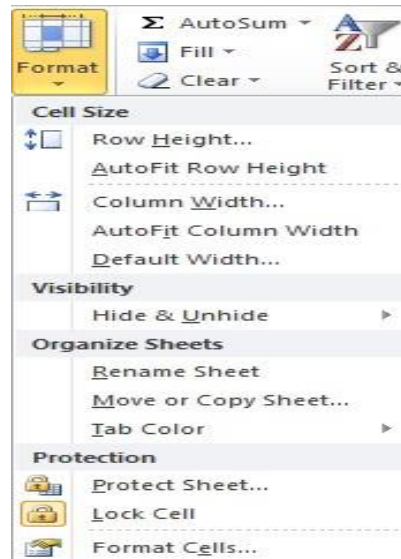 Format
Σ AutoSum
Fill
Clear
Sort &
Filter
Cell Size
Row Height...
AutoFit Row Height
Column Width...
AutoFit Column Width
Default Width...
Visibility
Hide & Unhide
Organize Sheets
Rename Sheet
Move or Copy Sheet...
Tab Color
Protection
Protect Sheet...
Lock Cell
Format Cells...